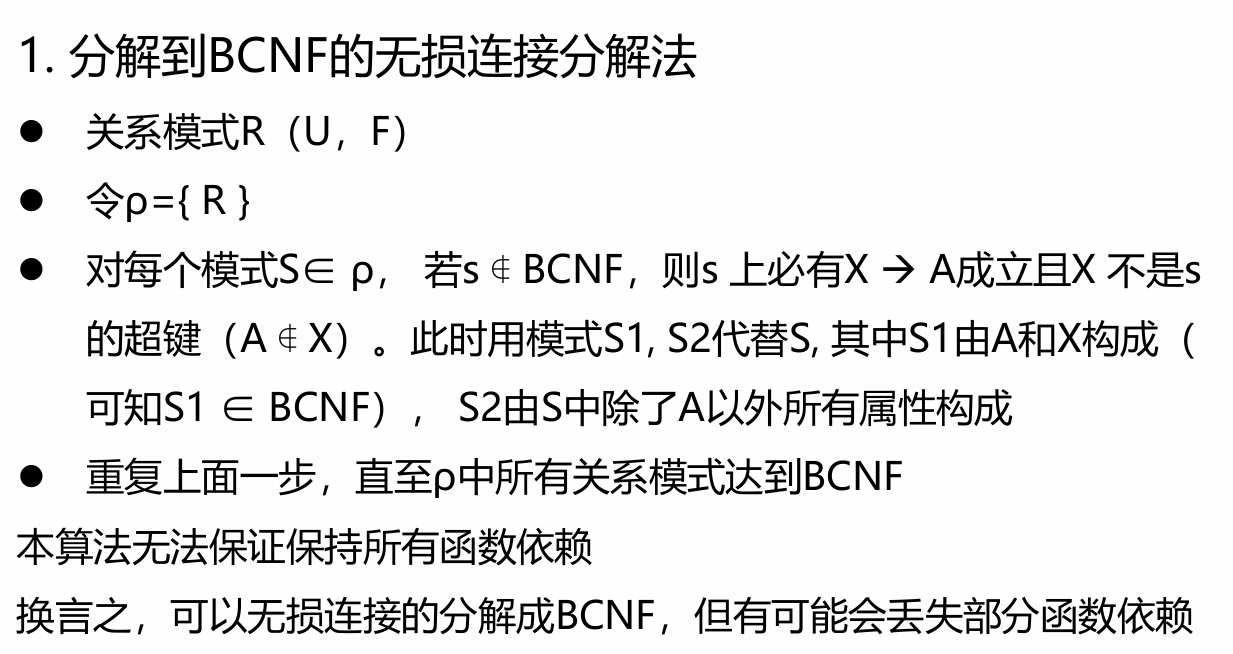 1. 分解到BCNF的无损连接分解法
● 关系模式R（U，F）
● 令ρ={ R }
● 对每个模式S∈ ρ， 若s ∉ BCNF，则s 上必有X → A成立且X 不是s
的超键（A ∉ X）。此时用模式S1, S2代替S, 其中S1由A和X构成（
可知S1 ∈ BCNF）， S2由S中除了A以外所有属性构成
● 重复上面一步，直至ρ中所有关系模式达到BCNF
本算法无法保证保持所有函数依赖
换言之，可以无损连接的分解成BCNF，但有可能会丢失部分函数依赖